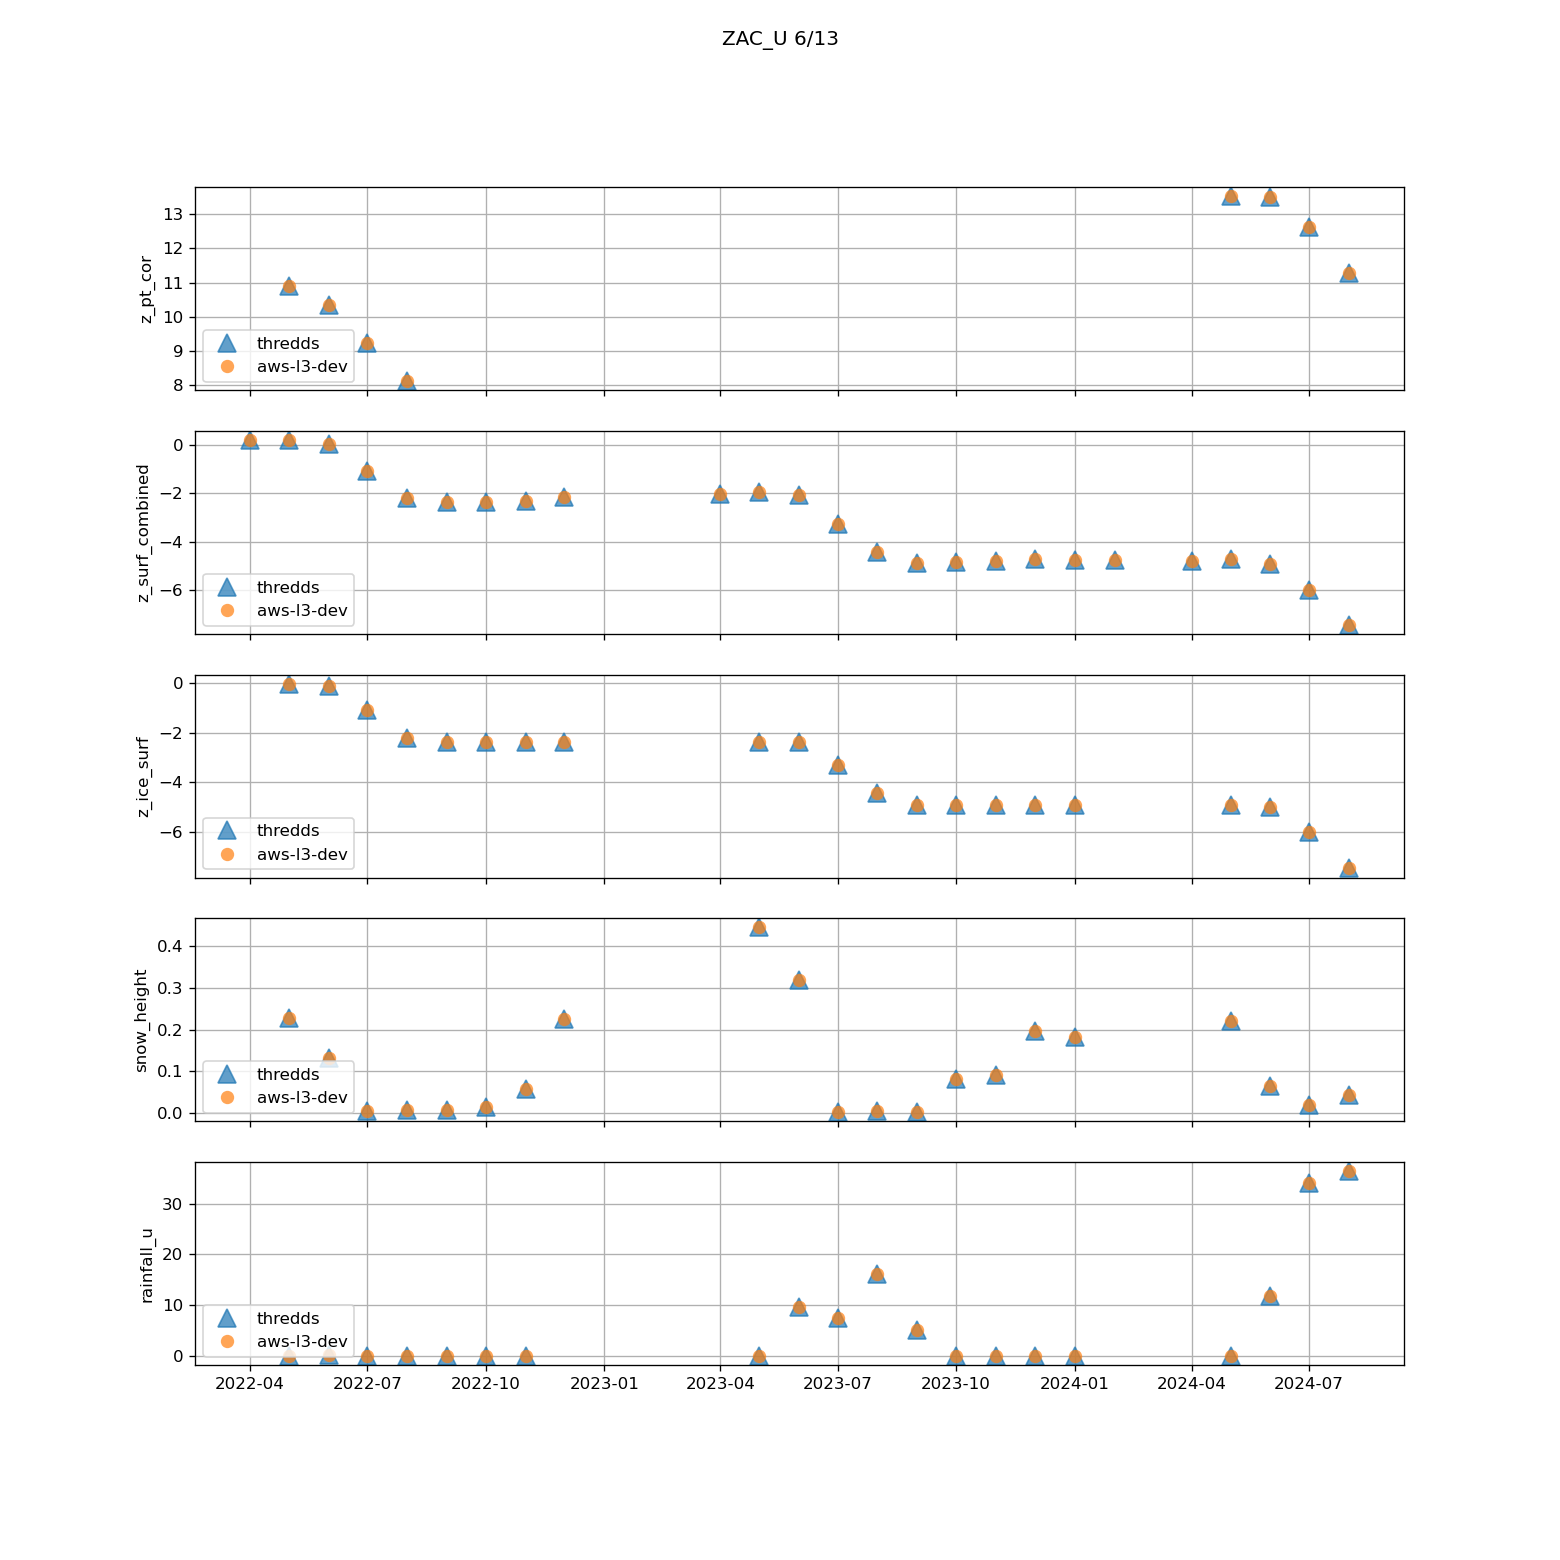 ZAC_U 6/13
z_pt_cor
13
12
11
10
9
8
thredds
aws-l3-dev
z_surf_combined
0
−2
−4
−6
thredds
aws-l3-dev
z_ice_surf
0
−2
−4
−6
thredds
aws-l3-dev
snow_height
0.4
0.3
0.2
0.1
0.0
thredds
aws-l3-dev
rainfall_u
30
20
10
0
thredds
aws-l3-dev
2022-04 2022-07 2022-10 2023-01 2023-04 2023-07 2023-10 2024-01 2024-04 2024-07